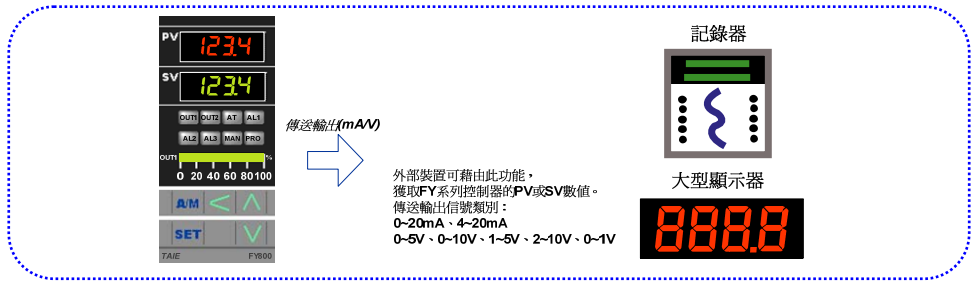 PV
123.4
SV
123.4
OUT1 OUT2 AT AL1
AL2 AL3 MAN PRO
OUT1 %
0 20 40 60 80 100
A/M
SET
TAIE FY800
傳送輸出(mA/V)
外部裝置可藉由此功能，
獲取FY系列控制器的PV或SV數值。
傳送輸出信號類別：
0~20mA、4~20mA
0~5V、0~10V、1~5V、2~10V、0~1V
記錄器
大型顯示器
888.8